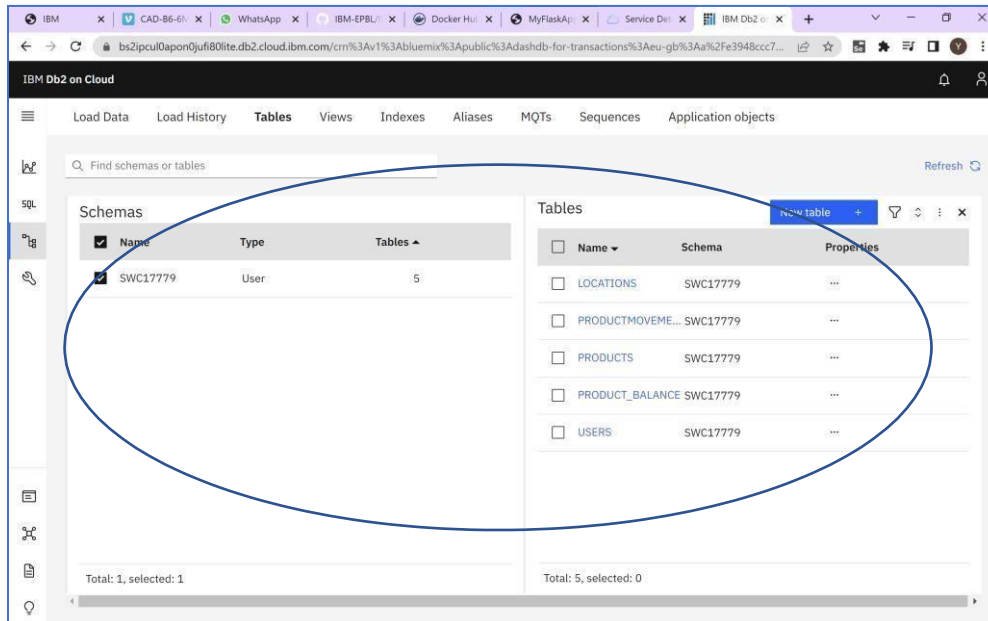 IBM CAD-B6-6N WhatsApp IBM-EPBL/ Docker Hu MyFlaskAp Service Det IBM Db2 o
bs2ipcul0apon0jufi80lite.db2.cloud.ibm.com/crn%3Av1%3Abluemix%3Apublic%3Adashdb-for-transactions%3Aeu-gb%3Aa%2Fe3948ccc7... Y
IBM Db2 on Cloud
Load Data Load History Tables Views Indexes Aliases MQTs Sequences Application objects
Find schemas or tables Refresh
SQL
Schemas
Name Type Tables
SWC17779 User 5
Total: 1, selected: 1
Tables New table +
Name Schema Properties
LOCATIONS SWC17779 ...
PRODUCTMOVEME... SWC17779 ...
PRODUCTS SWC17779 ...
PRODUCT_BALANCE SWC17779 ...
USERS SWC17779 ...
Total: 5, selected: 0